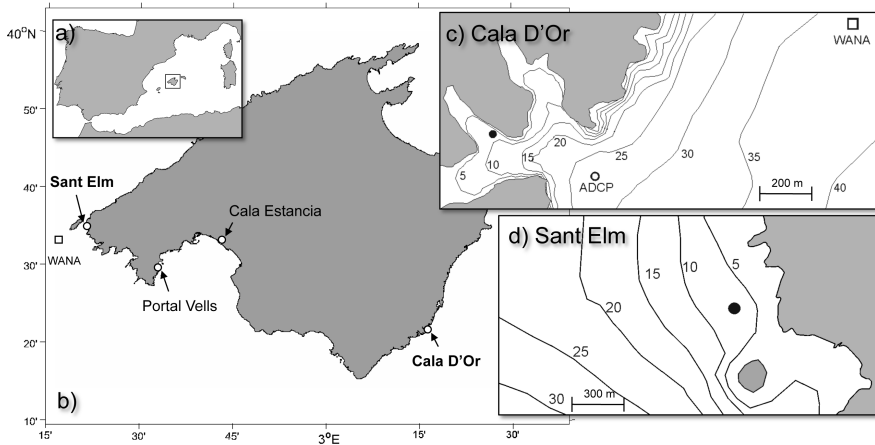 a)
40°N
50'
40'
30'
20'
10'
15'
30'
45'
3°E
15'
30'
b)
Sant Elm
WANA
Portal Vells
Cala Estancia
Cala D'Or
c) Cala D'Or
WANA
5
10
15
20
25
30
35
40
ADCP
200 m
d) Sant Elm
5
10
15
20
25
30
300 m